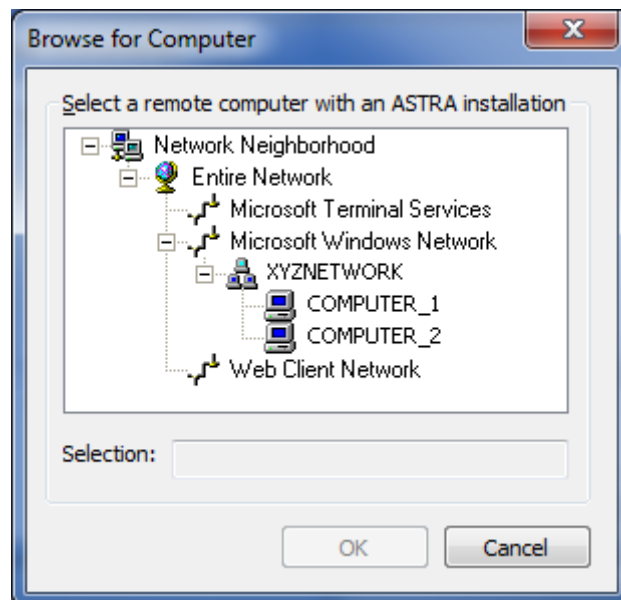 Browse for Computer
Select a remote computer with an ASTRA installation
Network Neighborhood
Entire Network
Microsoft Terminal Services
Microsoft Windows Network
XYZNETWORK
COMPUTER_1
COMPUTER_2
Web Client Network
Selection:
OK Cancel